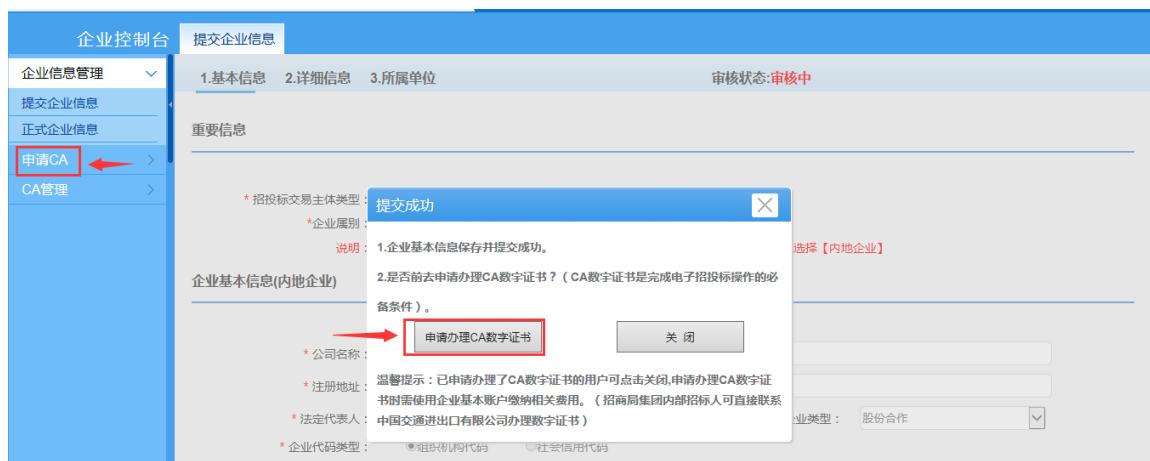 企业控制台 提交企业信息
企业信息管理
提交企业信息
正式企业信息
申请CA
CA管理
1.基本信息 2.详细信息 3.所属单位 审核状态:审核中
重要信息
* 招投标交易主体类型:
*企业属别:
说明: 选择【内地企业】
企业基本信息(内地企业)
* 公司名称:
* 注册地址:
* 法定代表人: 业类型: 股份合作
* 企业代码类型: 组织机构代码 社会信用代码
提交成功
1.企业基本信息保存并提交成功。
2.是否前去申请办理CA数字证书?(CA数字证书是完成电子招投标操作的必
备条件)。
申请办理CA数字证书 关 闭
温馨提示:已申请办理了CA数字证书的用户可点击关闭,申请办理CA数字证
书时需使用企业基本账户缴纳相关费用。(招商局集团内部招标人可直接联系
中国交通进出口有限公司办理数字证书)